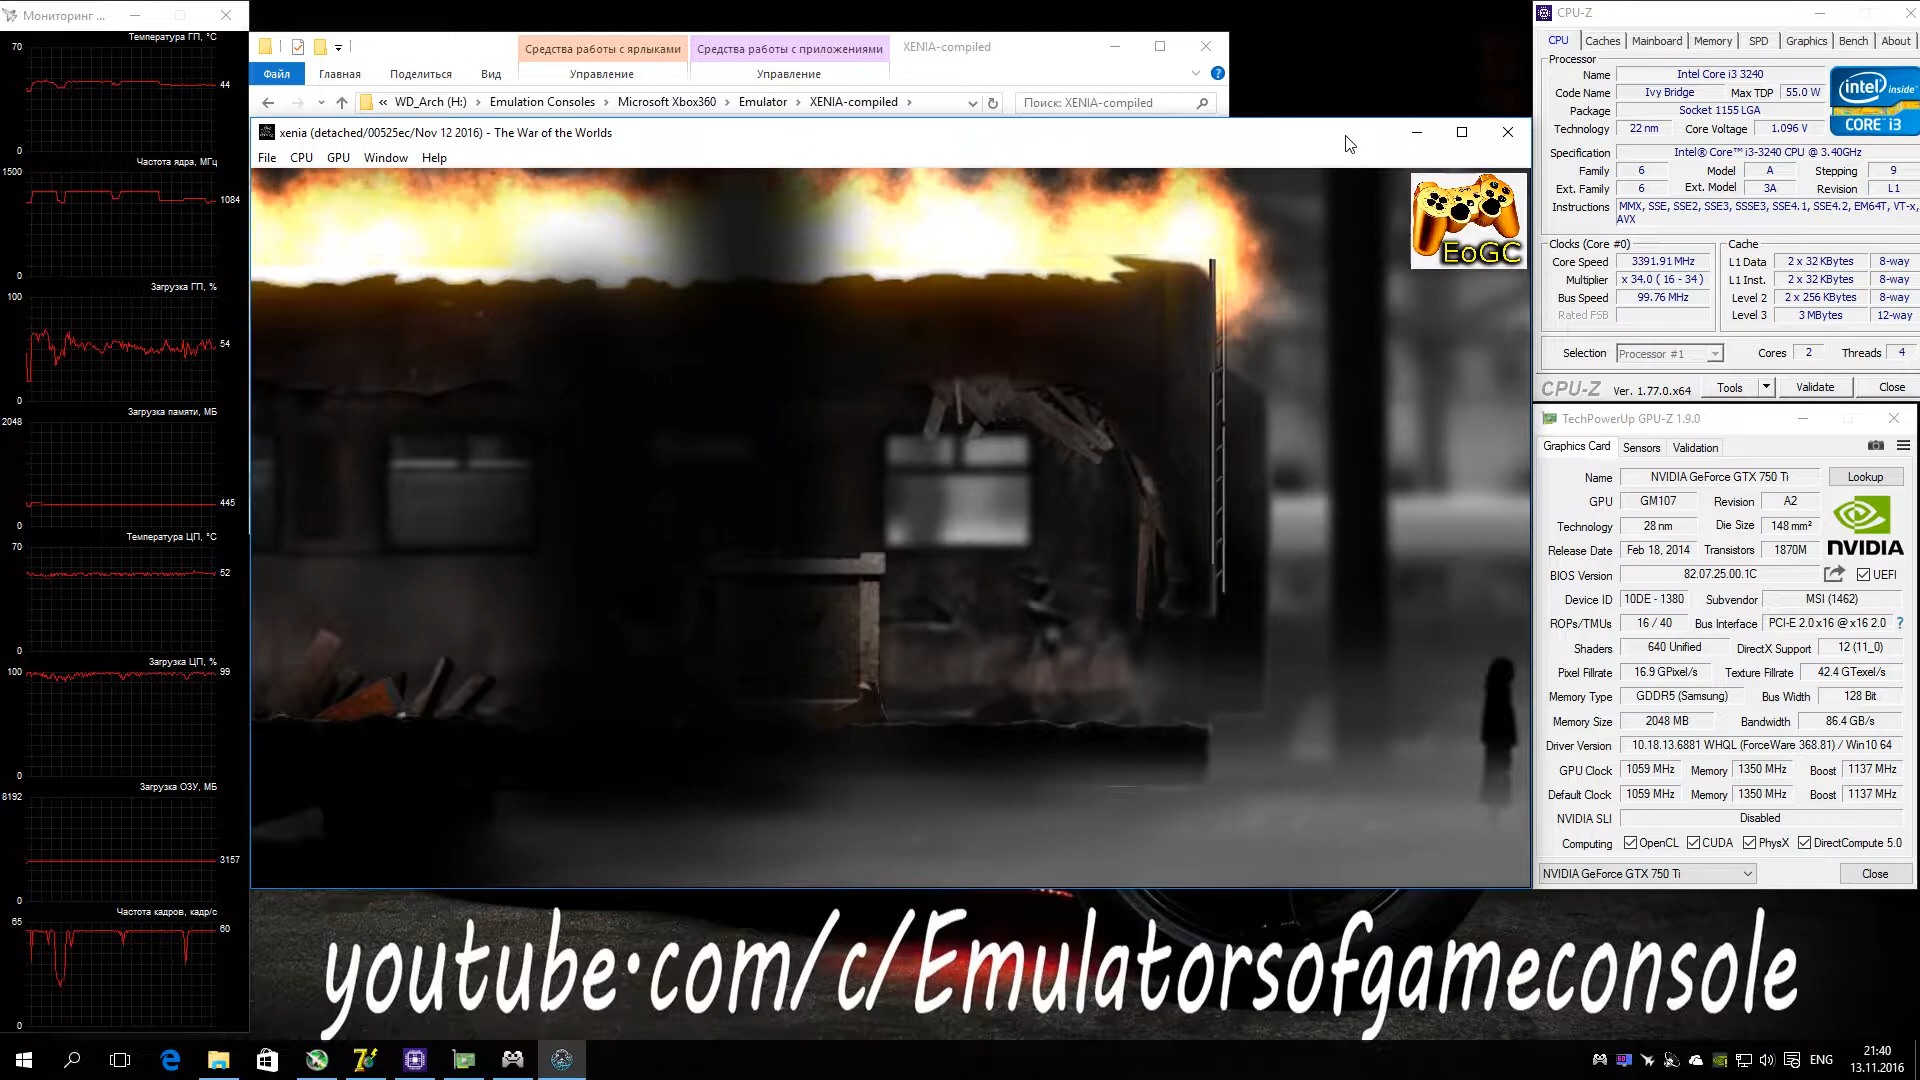 Мониторинг ...
Температура ГП, °C
70
44
0
Частота ядра, МГц
1500
1084
0
Загрузка ГП, %
100
54
0
Загрузка памяти, МБ
2048
445
0
Температура ЦП, °C
70
52
0
Загрузка ЦП, %
100
99
0
Загрузка ОЗУ, МБ
8192
3157
0
Частота кадров, кадр/с
65
60
0
Средства работы с ярлыками
Средства работы с приложениями
XENIA-compiled
Файл
Главная
Поделиться
Вид
Управление
Управление
« WD_Arch (H:) > Emulation Consoles > Microsoft Xbox360 > Emulator > XENIA-compiled >
Поиск: XENIA-compiled
xenia (detached/00525ec/Nov 12 2016) - The War of the Worlds
File CPU GPU Window Help
EoGC
CPU-Z
CPU Caches Mainboard Memory SPD Graphics Bench About
Processor
Name Intel Core i3 3240
Code Name Ivy Bridge Max TDP 55.0 W
Package Socket 1155 LGA
Technology 22 nm Core Voltage 1.096 V
intel inside™
CORE i3
Specification Intel® Core™ i3-3240 CPU @ 3.40GHz
Family 6 Model A Stepping 9
Ext. Family 6 Ext. Model 3A Revision L1
Instructions MMX, SSE, SSE2, SSE3, SSSE3, SSE4.1, SSE4.2, EM64T, VT-x,
AVX
Clocks (Core #0)
Core Speed 3391.91 MHz
Multiplier x 34.0 ( 16 - 34 )
Bus Speed 99.76 MHz
Rated FSB
Cache
L1 Data 2 x 32 KBytes 8-way
L1 Inst. 2 x 32 KBytes 8-way
Level 2 2 x 256 KBytes 8-way
Level 3 3 MBytes 12-way
Selection Processor #1 Cores 2 Threads 4
CPU-Z Ver. 1.77.0.x64 Tools Validate Close
TechPowerUp GPU-Z 1.9.0
Graphics Card Sensors Validation
Name NVIDIA GeForce GTX 750 Ti Lookup
GPU GM107 Revision A2
Technology 28 nm Die Size 148 mm²
Release Date Feb 18, 2014 Transistors 1870M
NVIDIA
BIOS Version 82.07.25.00.1C UEFI
Device ID 10DE - 1380 Subvendor MSI (1462)
ROPs/TMUs 16 / 40 Bus Interface PCI-E 2.0 x16 @ x16 2.0 ?
Shaders 640 Unified DirectX Support 12 (11_0)
Pixel Fillrate 16.9 GPixel/s Texture Fillrate 42.4 GTexel/s
Memory Type GDDR5 (Samsung) Bus Width 128 Bit
Memory Size 2048 MB Bandwidth 86.4 GB/s
Driver Version 10.18.13.6881 WHQL (ForceWare 368.81) / Win10 64
GPU Clock 1059 MHz Memory 1350 MHz Boost 1137 MHz
Default Clock 1059 MHz Memory 1350 MHz Boost 1137 MHz
NVIDIA SLI Disabled
Computing OpenCL CUDA PhysX DirectCompute 5.0
NVIDIA GeForce GTX 750 Ti Close
youtube.com/c/Emulatorsofgameconsole
ENG
21:40
13.11.2016